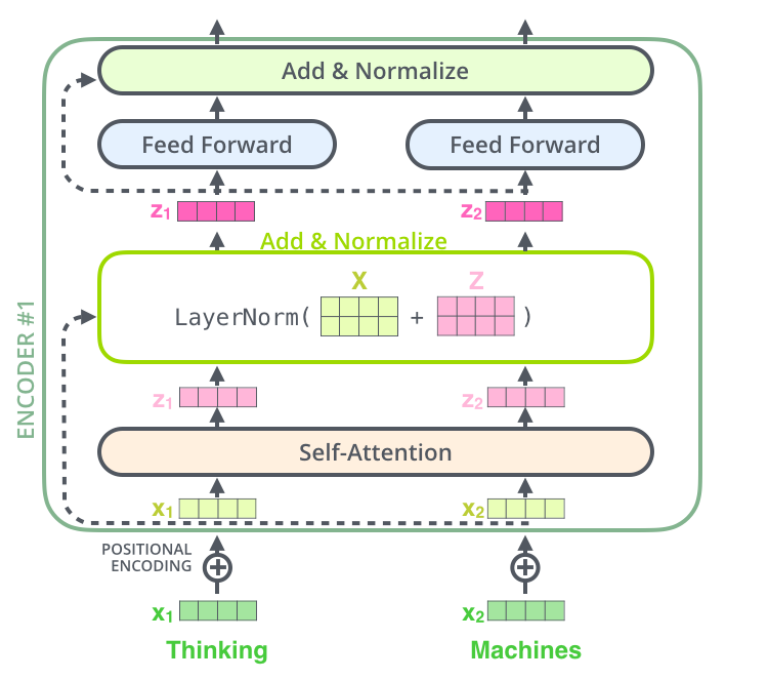 Add & Normalize
Feed Forward
Feed Forward
z1
z2
Add & Normalize
X
Z
LayerNorm( + )
ENCODER #1
z1
z2
Self-Attention
x1
x2
POSITIONAL
ENCODING
x1
x2
Thinking
Machines